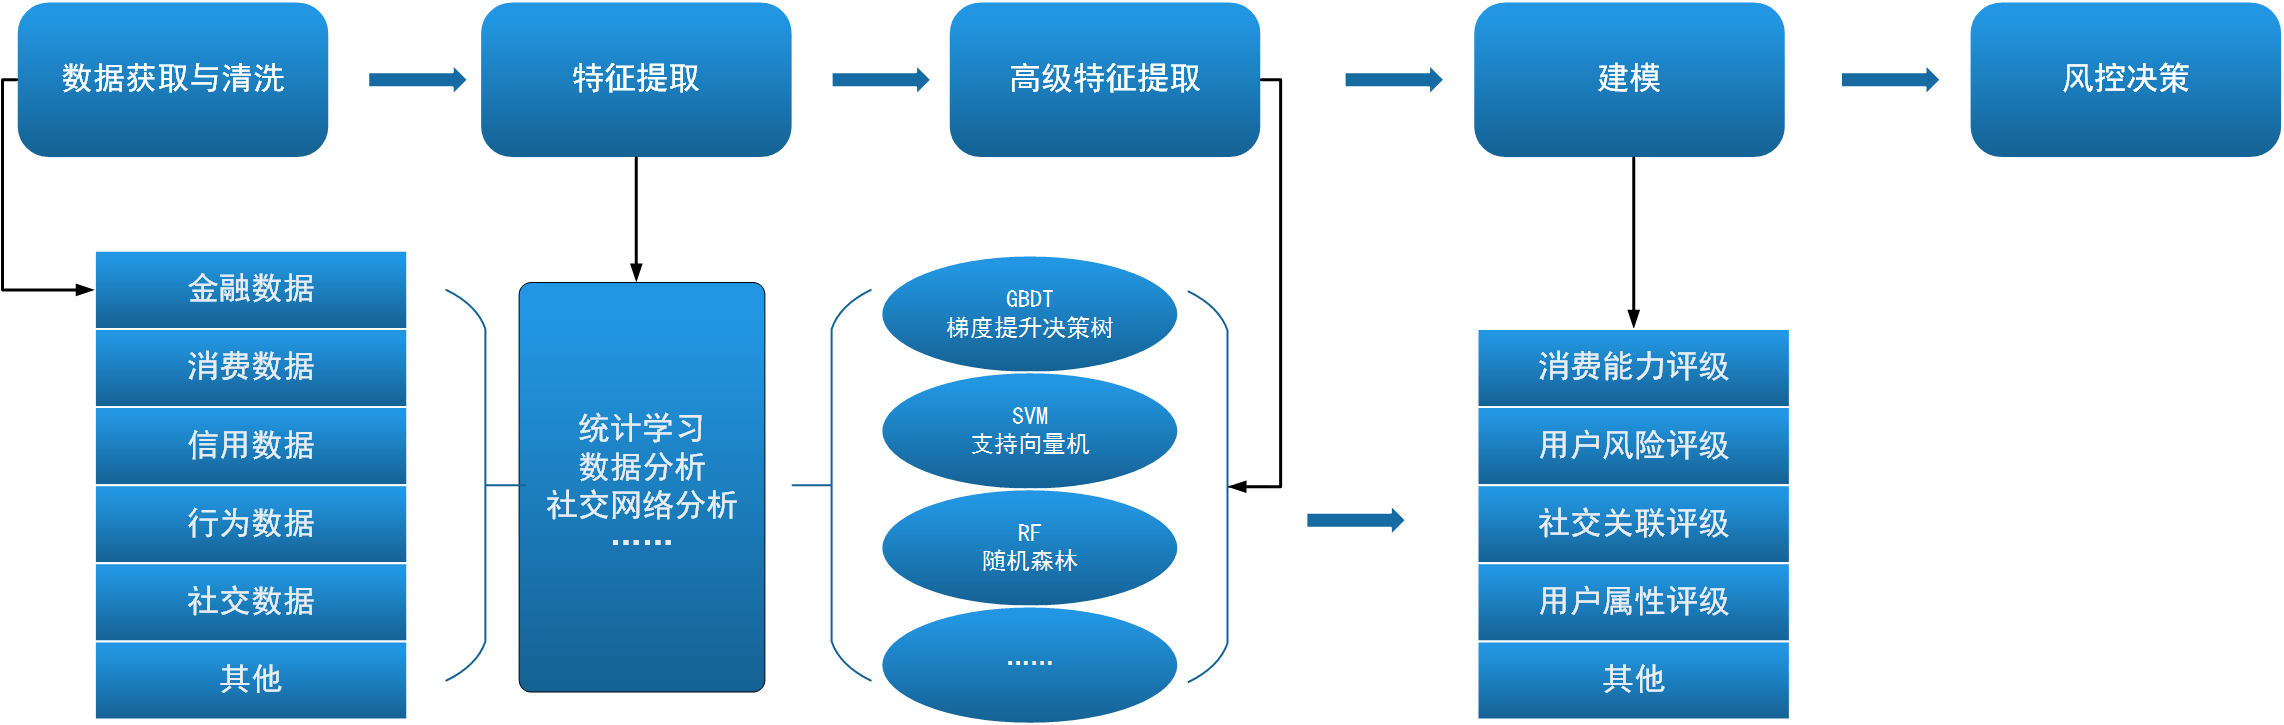 数据获取与清洗
特征提取
高级特征提取
建模
风控决策
金融数据
消费数据
信用数据
行为数据
社交数据
其他
统计学习
数据分析
社交网络分析
……
GBDT
梯度提升决策树
SVM
支持向量机
RF
随机森林
……
消费能力评级
用户风险评级
社交关联评级
用户属性评级
其他